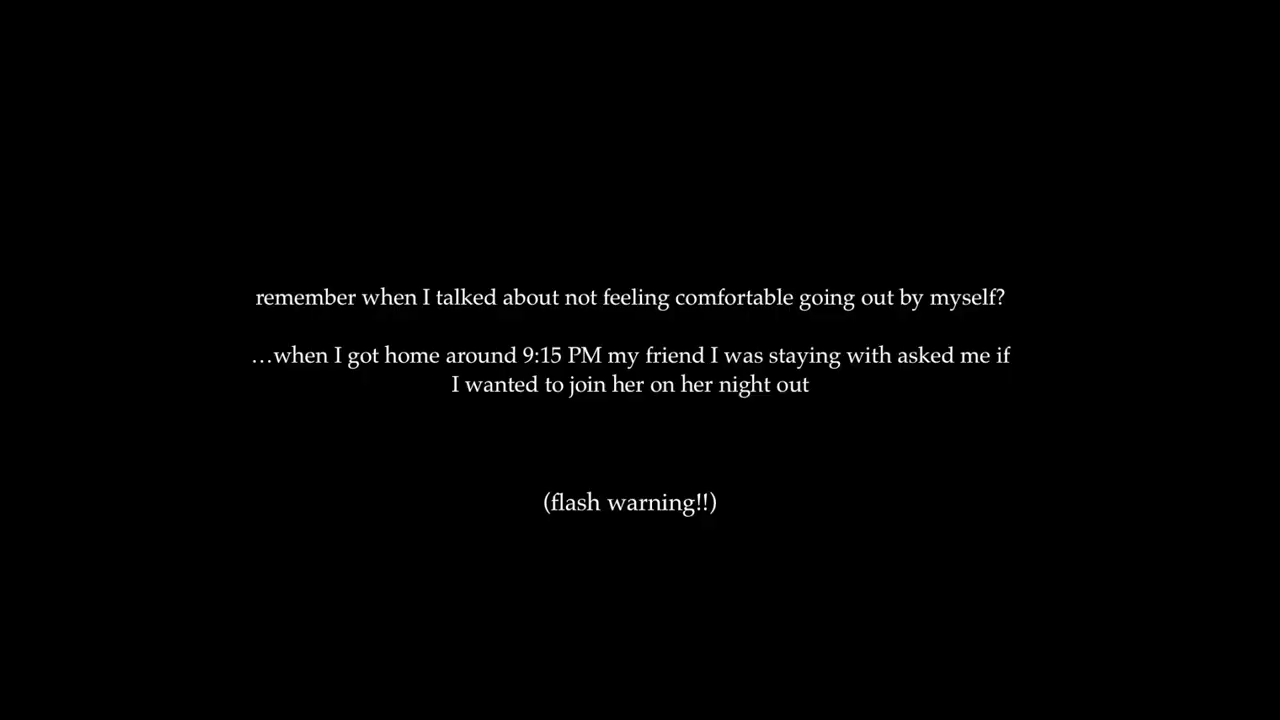 remember when I talked about not feeling comfortable going out by myself?
…when I got home around 9:15 PM my friend I was staying with asked me if
I wanted to join her on her night out
(flash warning!!)